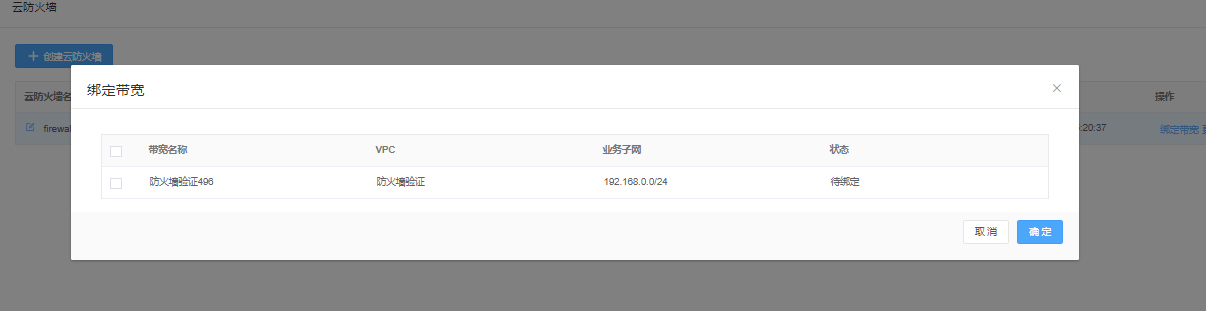 云防火墙
创建云防火墙
云防火墙名
操作
firewal
:20:37
绑定带宽
绑定带宽
带宽名称 VPC 业务子网 状态
防火墙验证496 防火墙验证 192.168.0.0/24 待绑定
取消 确定